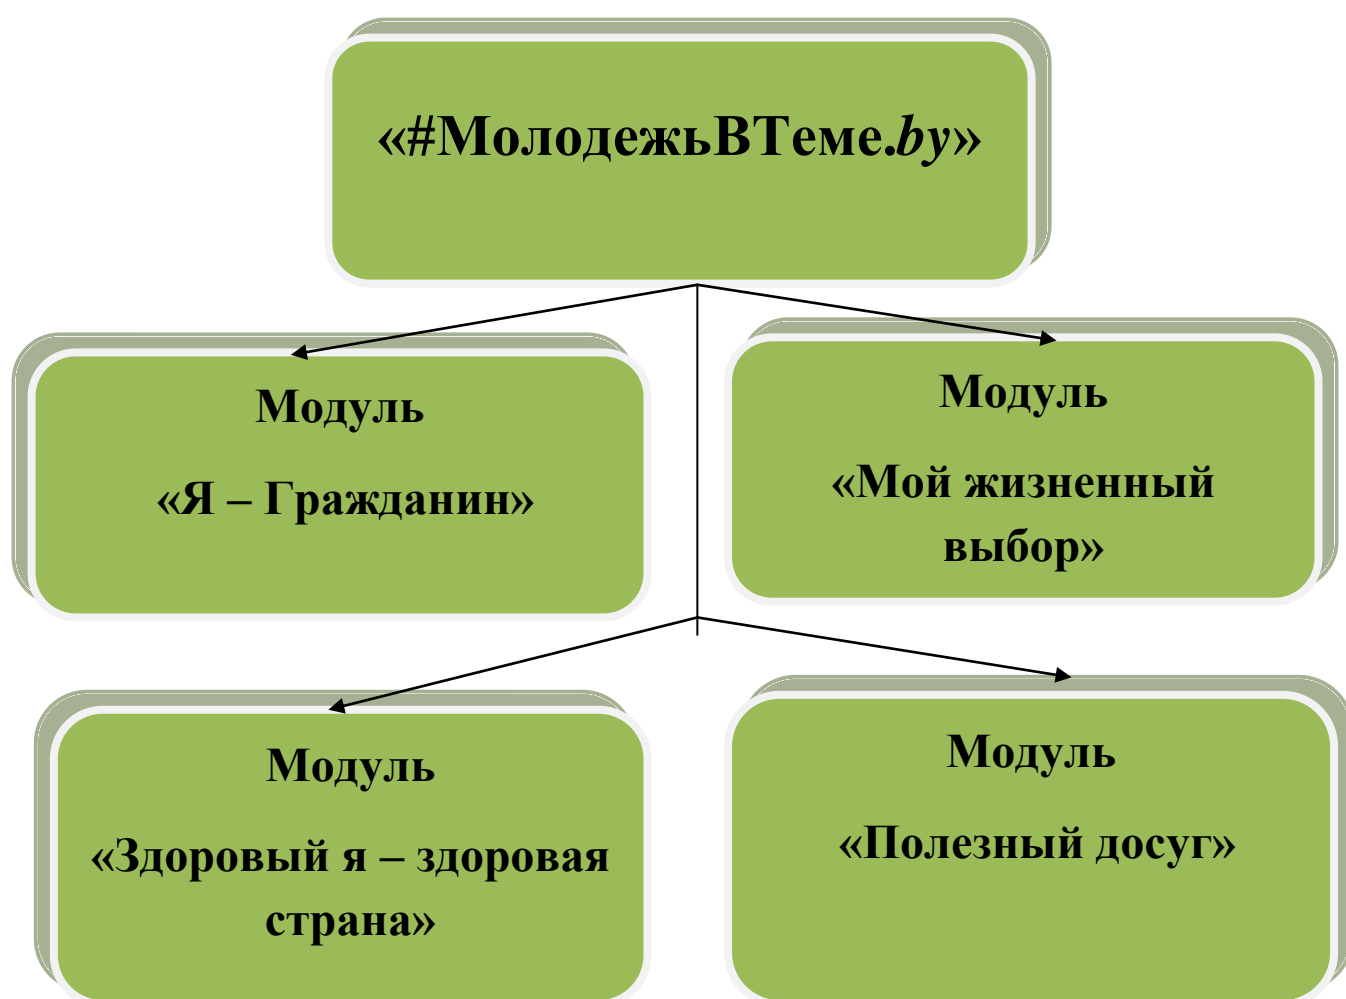 «#МолодежьВТеме.by»
Модуль
«Я – Гражданин»
Модуль
«Мой жизненный
выбор»
Модуль
«Здоровый я – здоровая
страна»
Модуль
«Полезный досуг»